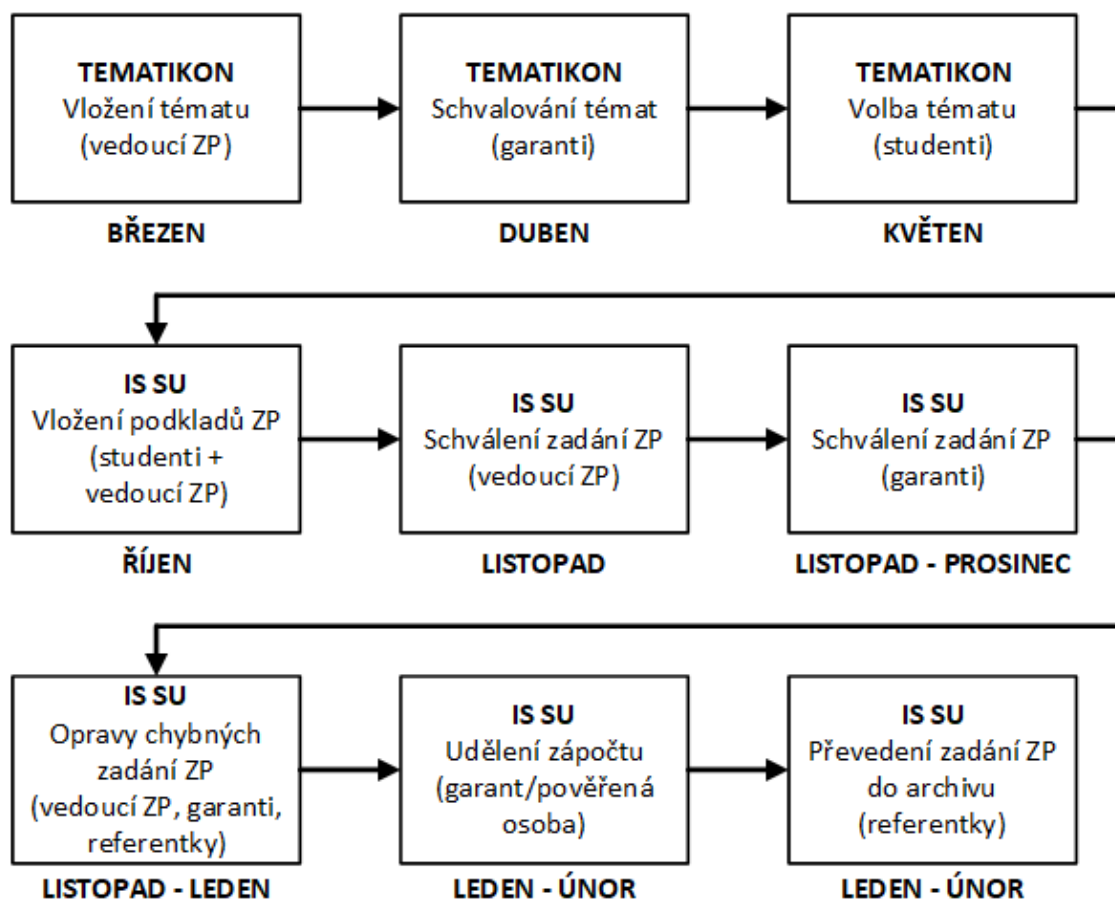 TEMATIKON
Vložení tématu
(vedoucí ZP)
BŘEZEN
TEMATIKON
Schvalování témat
(garanti)
DUBEN
TEMATIKON
Volba tématu
(studenti)
KVĚTEN
IS SU
Vložení podkladů ZP
(studenti +
vedoucí ZP)
ŘÍJEN
IS SU
Schválení zadání ZP
(vedoucí ZP)
LISTOPAD
IS SU
Schválení zadání ZP
(garanti)
LISTOPAD - PROSINEC
IS SU
Opravy chybných
zadání ZP
(vedoucí ZP, garanti,
referentky)
LISTOPAD - LEDEN
IS SU
Udělení zápočtu
(garant/pověřená
osoba)
LEDEN - ÚNOR
IS SU
Převedení zadání ZP
do archivu
(referentky)
LEDEN - ÚNOR